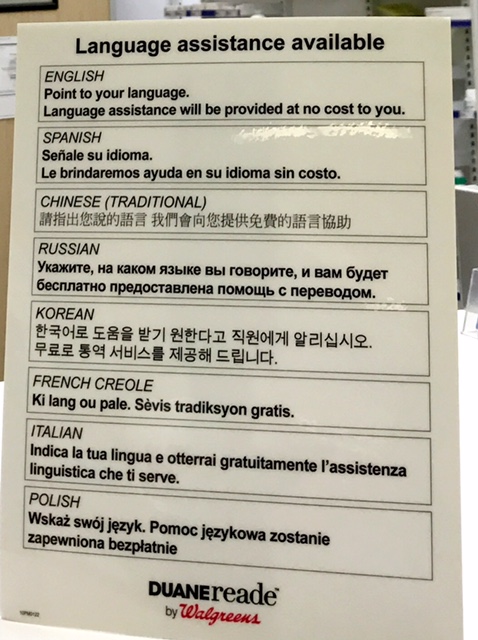 Language assistance available
ENGLISH
Point to your language.
Language assistance will be provided at no cost to you.
SPANISH
Señale su idioma.
Le brindaremos ayuda en su idioma sin costo.
CHINESE (TRADITIONAL)
請指出您說的語言 我們會向您提供免費的語言協助
RUSSIAN
Укажите, на каком языке вы говорите, и вам будет
бесплатно предоставлена помощь с переводом.
KOREAN
한국어로 도움을 받기 원한다고 직원에게 알리십시오.
무료로 통역 서비스를 제공해 드립니다.
FRENCH CREOLE
Ki lang ou pale. Sèvis tradiksyon gratis.
ITALIAN
Indica la tua lingua e otterrai gratuitamente l'assistenza
linguistica che ti serve.
POLISH
Wskaż swój język. Pomoc językowa zostanie
zapewniona bezpłatnie
DUANEreade
by Walgreens